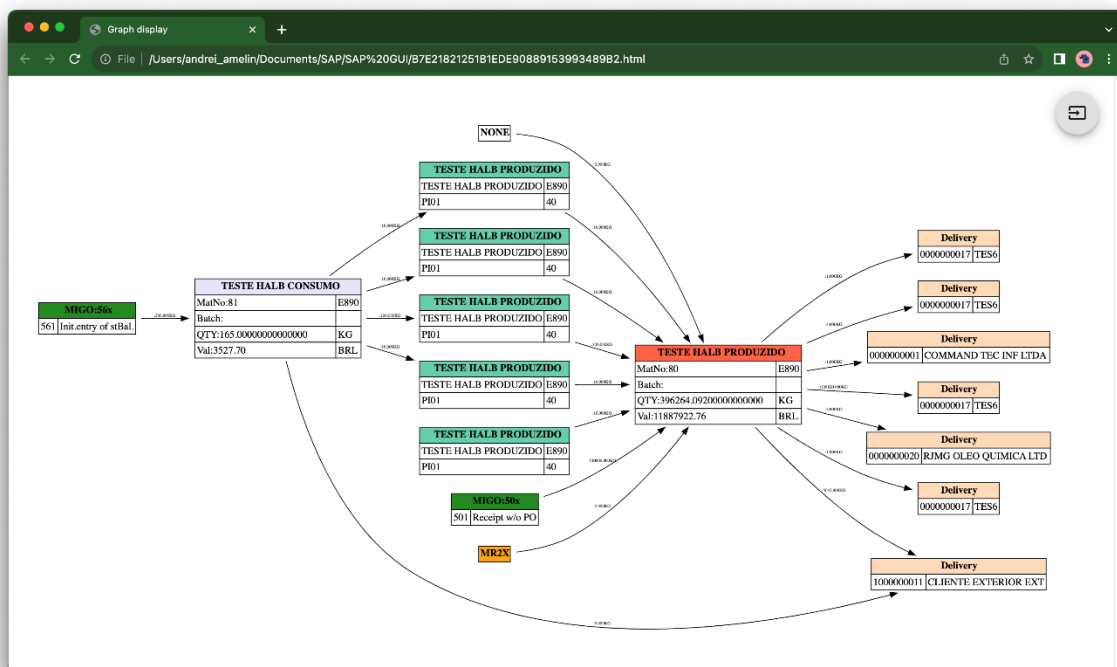 Graph display
File | /Users/andrei_amelin/Documents/SAP/SAP%20GUI/B7E21821251B1EDE90889153993489B2.html
NONE
TESTE HALB PRODUZIDO
TESTE HALB PRODUZIDO E890
PI01 40
TESTE HALB PRODUZIDO
TESTE HALB PRODUZIDO E890
PI01 40
TESTE HALB PRODUZIDO
TESTE HALB PRODUZIDO E890
PI01 40
TESTE HALB PRODUZIDO
TESTE HALB PRODUZIDO E890
PI01 40
TESTE HALB PRODUZIDO
TESTE HALB PRODUZIDO E890
PI01 40
MIGO:56x
561 Init.entry of stBal.
TESTE HALB CONSUMO
MatNo:81 E890
Batch:
QTY:165.00000000000000 KG
Val:3527.70 BRL
MIGO:50x
501 Receipt w/o PO
MR2X
TESTE HALB PRODUZIDO
MatNo:80 E890
Batch:
QTY:396264.09200000000000 KG
Val:11887922.76 BRL
Delivery
0000000017 TES6
Delivery
0000000017 TES6
Delivery
0000000001 COMMAND TEC INF LTDA
Delivery
0000000017 TES6
Delivery
0000000020 RJMG OLEO QUIMICA LTD
Delivery
0000000017 TES6
Delivery
1000000011 CLIENTE EXTERIOR EXT